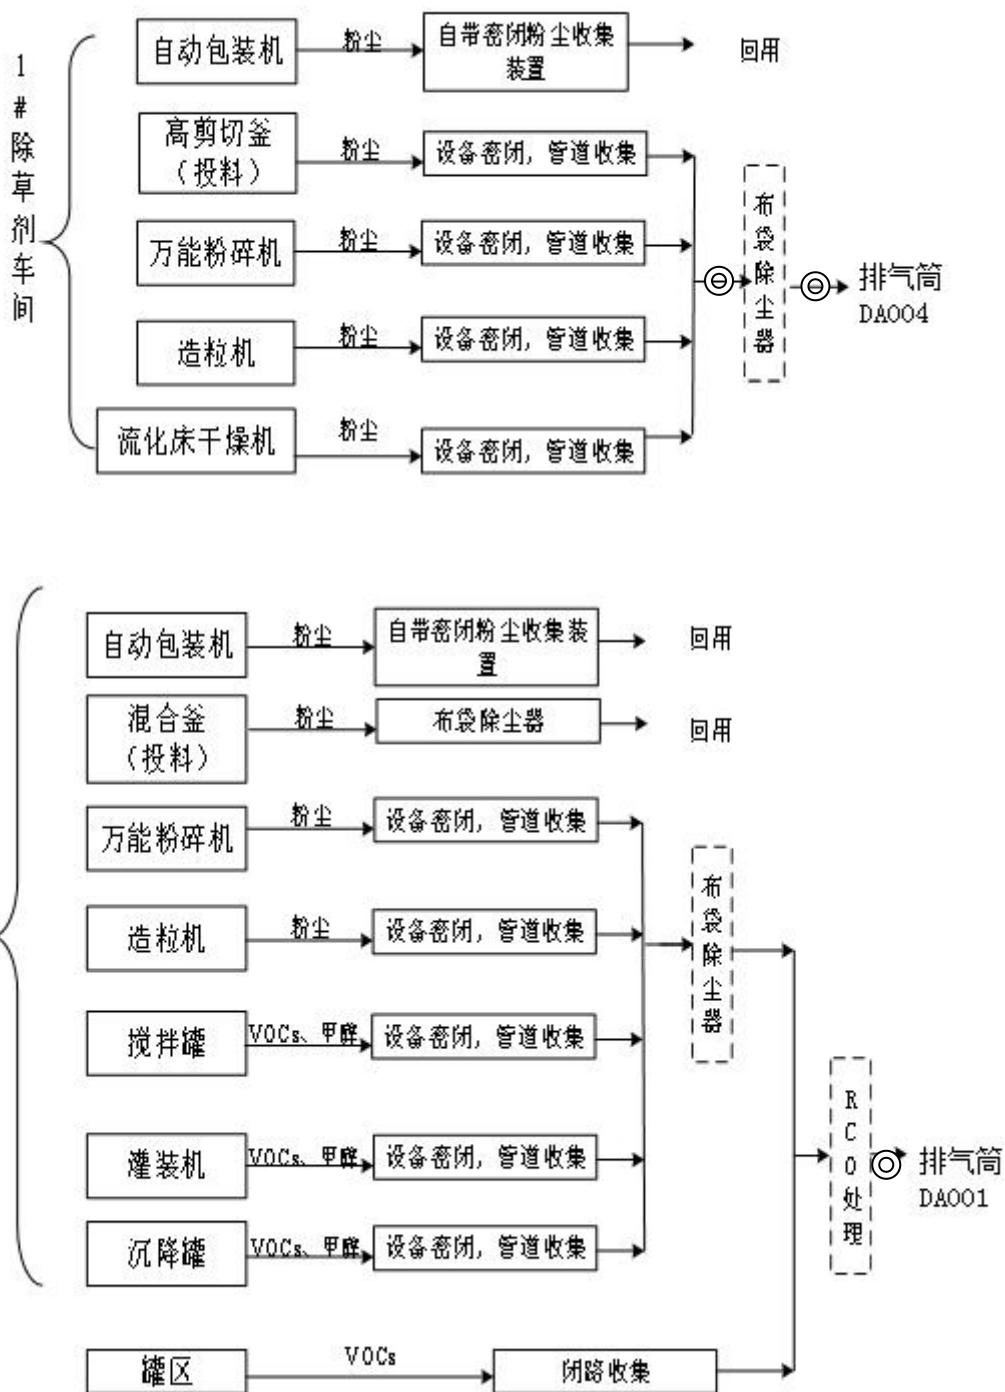 1#除草剂车间
自动包装机
粉尘
自带密闭粉尘收集
装置
回用
高剪切釜
（投料）
粉尘
设备密闭，管道收集
万能粉碎机
粉尘
设备密闭，管道收集
造粒机
粉尘
设备密闭，管道收集
流化床干燥机
粉尘
设备密闭，管道收集
布袋除尘器
排气筒
DA004
自动包装机
粉尘
自带密闭粉尘收集装
置
回用
混合釜
（投料）
粉尘
布袋除尘器
回用
万能粉碎机
粉尘
设备密闭，管道收集
造粒机
粉尘
设备密闭，管道收集
搅拌罐
VOCs、甲醇
设备密闭，管道收集
灌装机
VOCs、甲醇
设备密闭，管道收集
沉降罐
VOCs、甲醇
设备密闭，管道收集
布袋除尘器
罐区
VOCs
闭路收集
RCO处理
排气筒
DA001